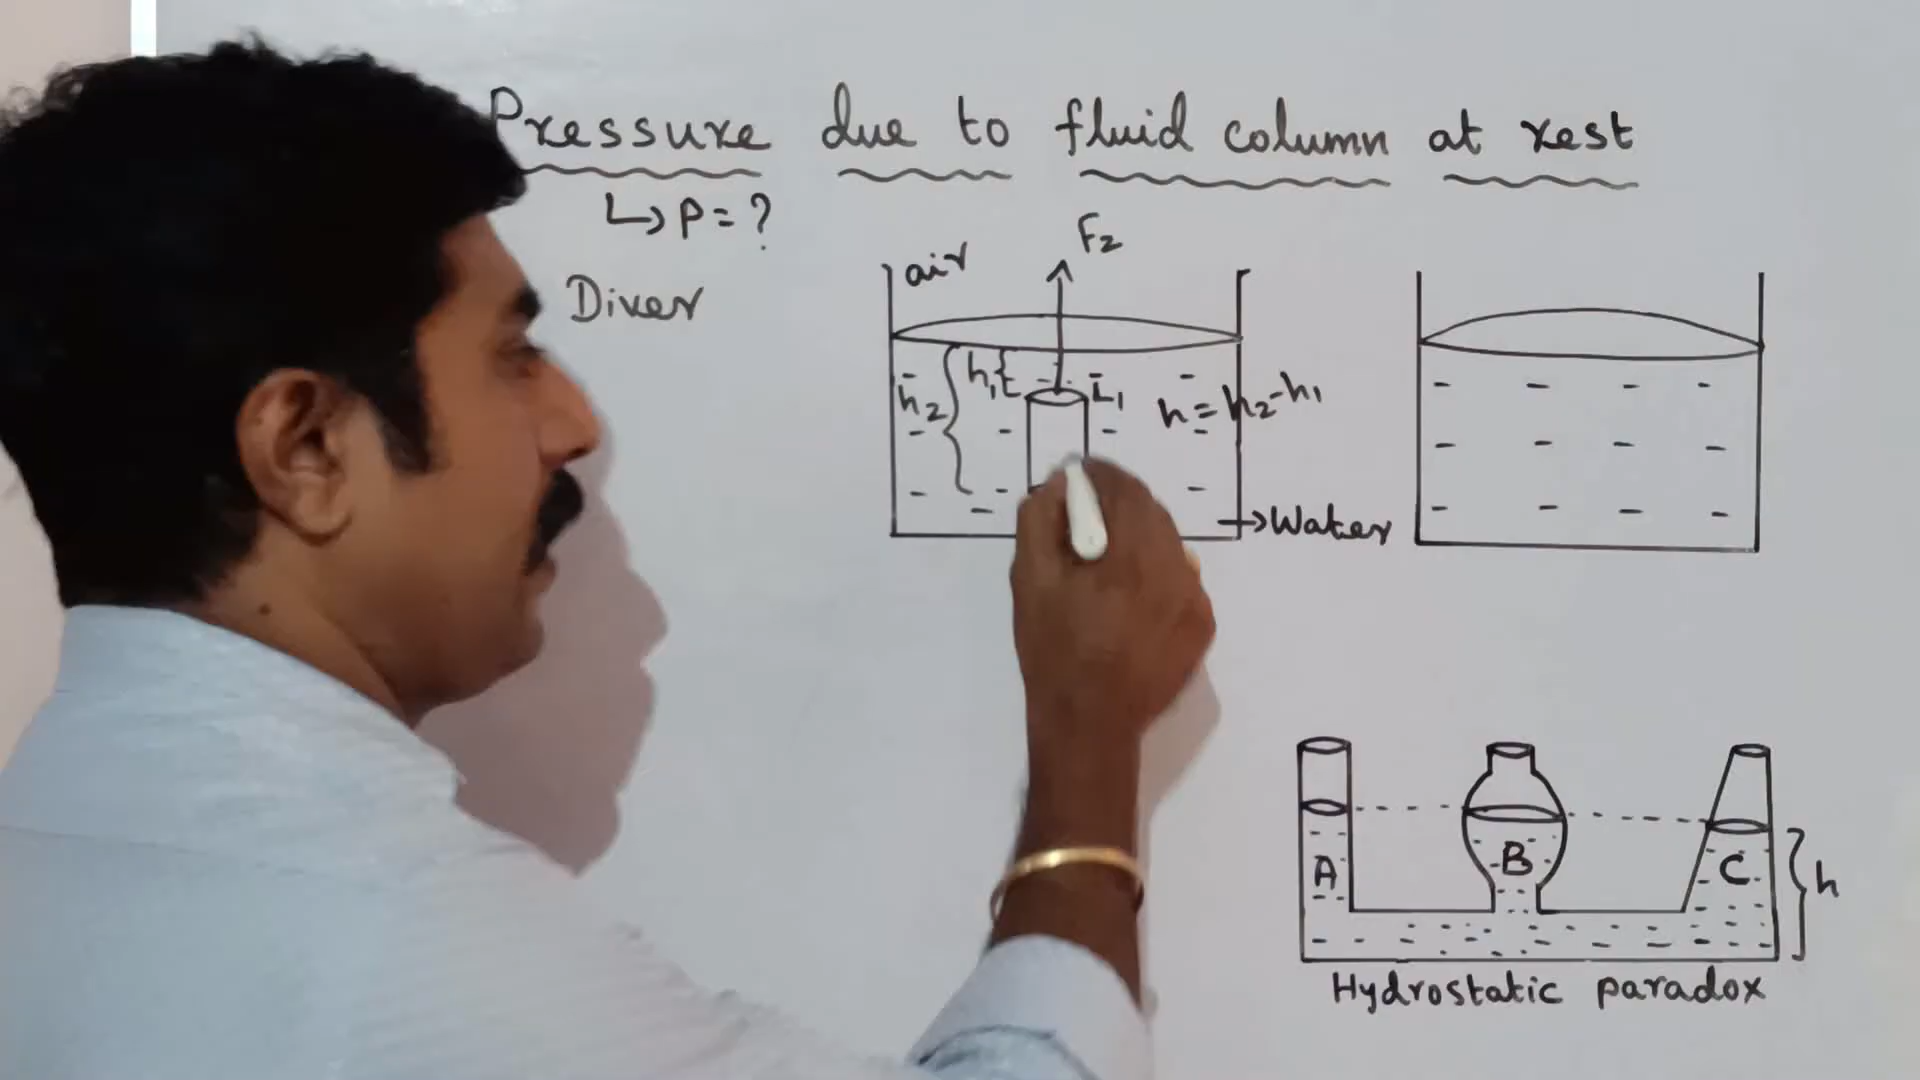 Pressure due to fluid column at rest
↳ P = ?
Diver
air
F2
h1
h2
L1
h = h2-h1
→Water
A
B
C
h
Hydrostatic paradox